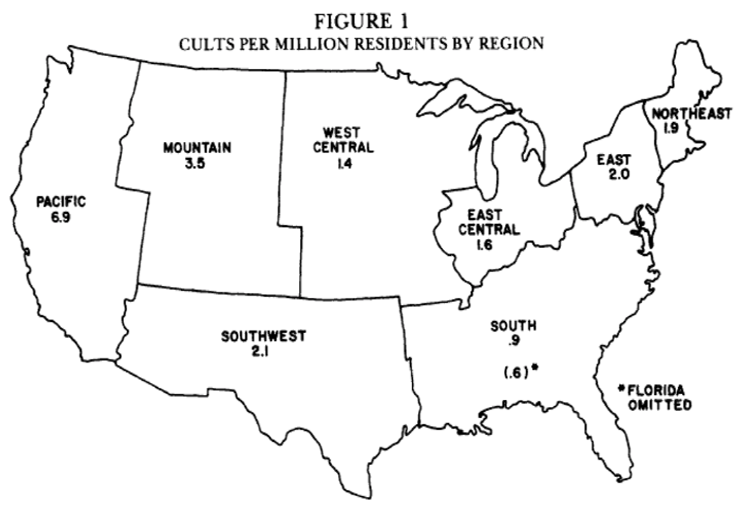 FIGURE 1
CULTS PER MILLION RESIDENTS BY REGION
PACIFIC
6.9
MOUNTAIN
3.5
WEST
CENTRAL
1.4
EAST
CENTRAL
1.6
EAST
2.0
NORTHEAST
1.9
SOUTHWEST
2.1
SOUTH
.9
(.6)*
*FLORIDA
OMITTED